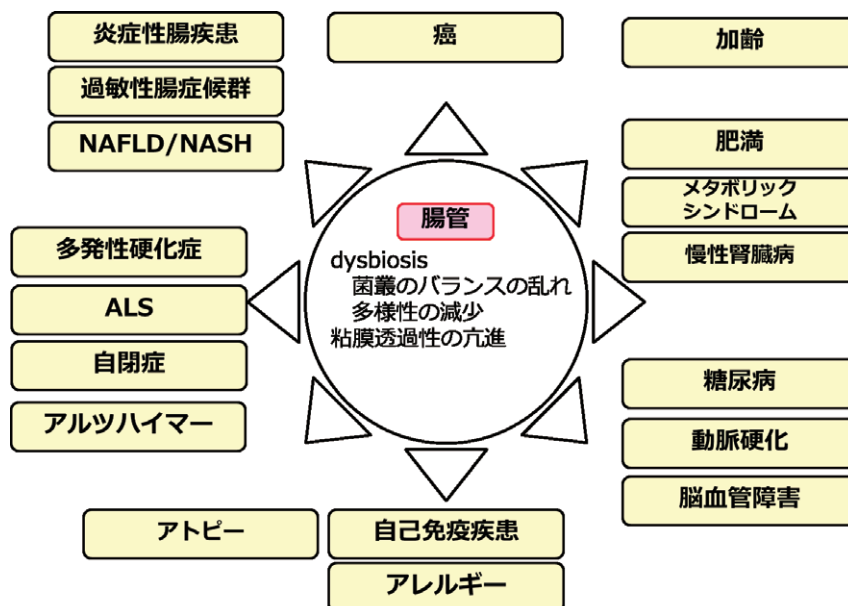 炎症性腸疾患
癌
加齢
過敏性腸症候群
NAFLD/NASH
肥満
メタボリック
シンドローム
慢性腎臓病
腸管
dysbiosis
菌叢のバランスの乱れ
多様性の減少
粘膜透過性の亢進
多発性硬化症
ALS
自閉症
アルツハイマー
糖尿病
動脈硬化
脳血管障害
アトピー
自己免疫疾患
アレルギー